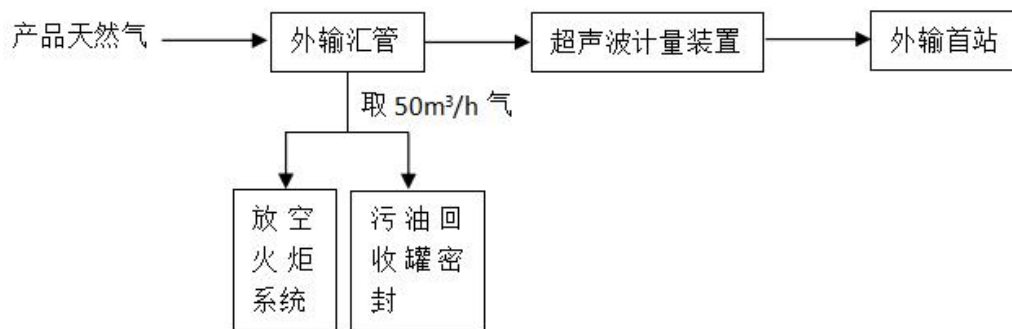 产品天然气
外输汇管
超声波计量装置
外输首站
取 50m³/h 气
放空
火炬
系统
污油回
收罐密
封